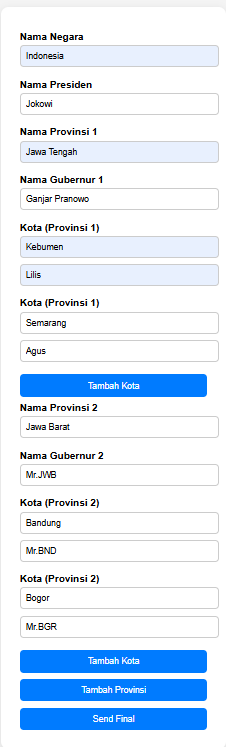 Nama Negara
Indonesia
Nama Presiden
Jokowi
Nama Provinsi 1
Jawa Tengah
Nama Gubernur 1
Ganjar Pranowo
Kota (Provinsi 1)
Kebumen
Lilis
Kota (Provinsi 1)
Semarang
Agus
Tambah Kota
Nama Provinsi 2
Jawa Barat
Nama Gubernur 2
Mr.JWB
Kota (Provinsi 2)
Bandung
Mr.BND
Kota (Provinsi 2)
Bogor
Mr.BGR
Tambah Kota
Tambah Provinsi
Send Final